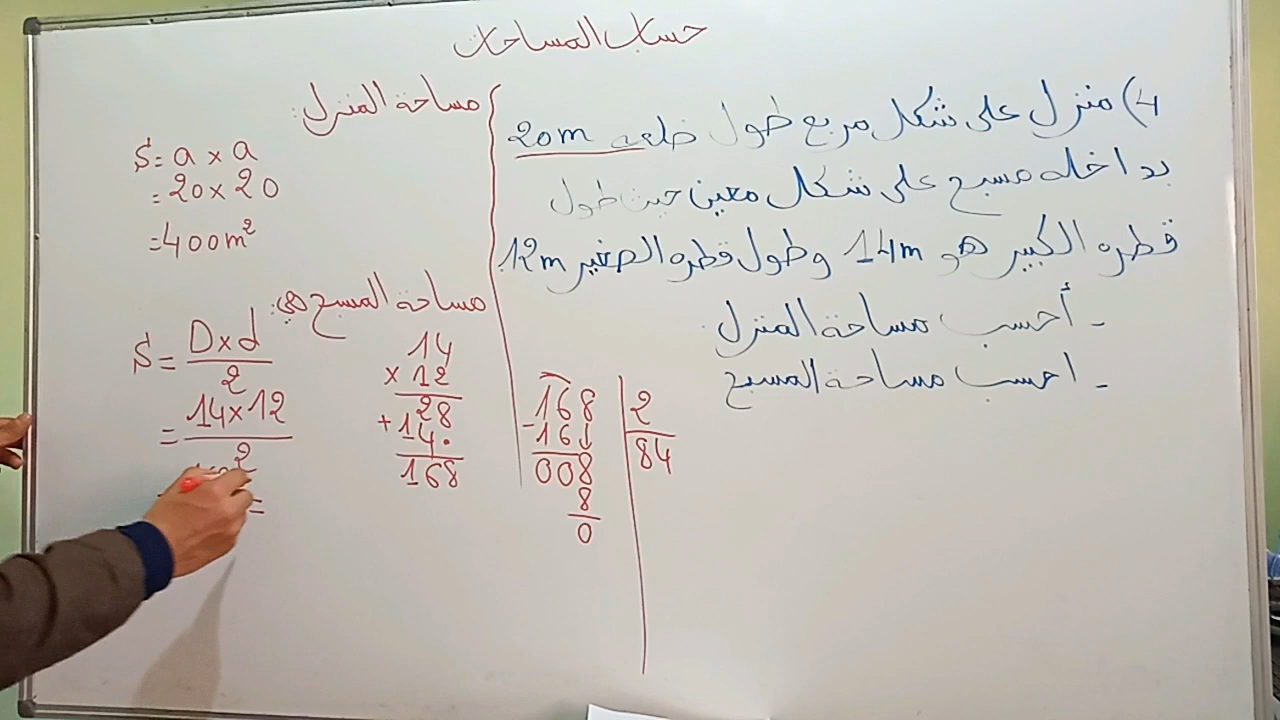 حساب المساحات
4) منزل على شكل مربع طول ضلعه 20m
بداخله مسبح على شكل معين حيث طول
قطره الكبير هو 14m وطول قطره الصغير 12m.
- أحسب مساحة المنزل.
- احسب مساحة المسبح
مساحة المنزل:
S = a x a
= 20 x 20
= 400m²
مساحة المسبح هي:
S = D x d
2
= 14 x 12
2
=
14
x 12
28
+ 14.
168
168 | 2
- 16↓ | 84
008
8
0